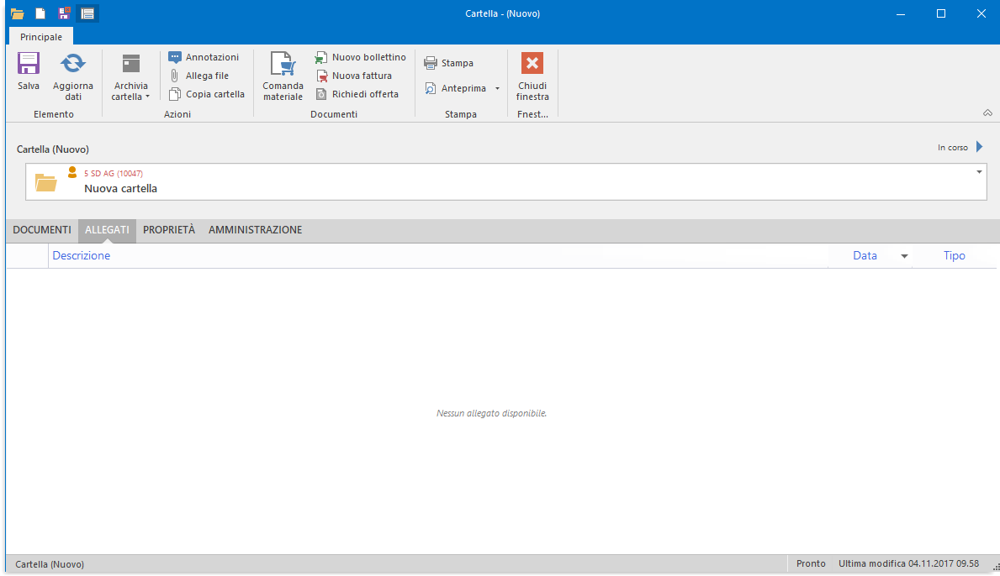 Cartella - (Nuovo)
Principale
Salva
Aggiorna dati
Elemento
Archivia cartella
Annotazioni
Allega file
Copia cartella
Azioni
Comanda materiale
Nuovo bollettino
Nuova fattura
Richiedi offerta
Documenti
Stampa
Anteprima
Stampa
Chiudi finestra
Fnest...
Cartella (Nuovo)
In corso
5 SD AG (10047)
Nuova cartella
DOCUMENTI ALLEGATI PROPRIETÀ AMMINISTRAZIONE
Descrizione Data Tipo
Nessun allegato disponibile.
Cartella (Nuovo) Pronto Ultima modifica 04.11.2017 09.58